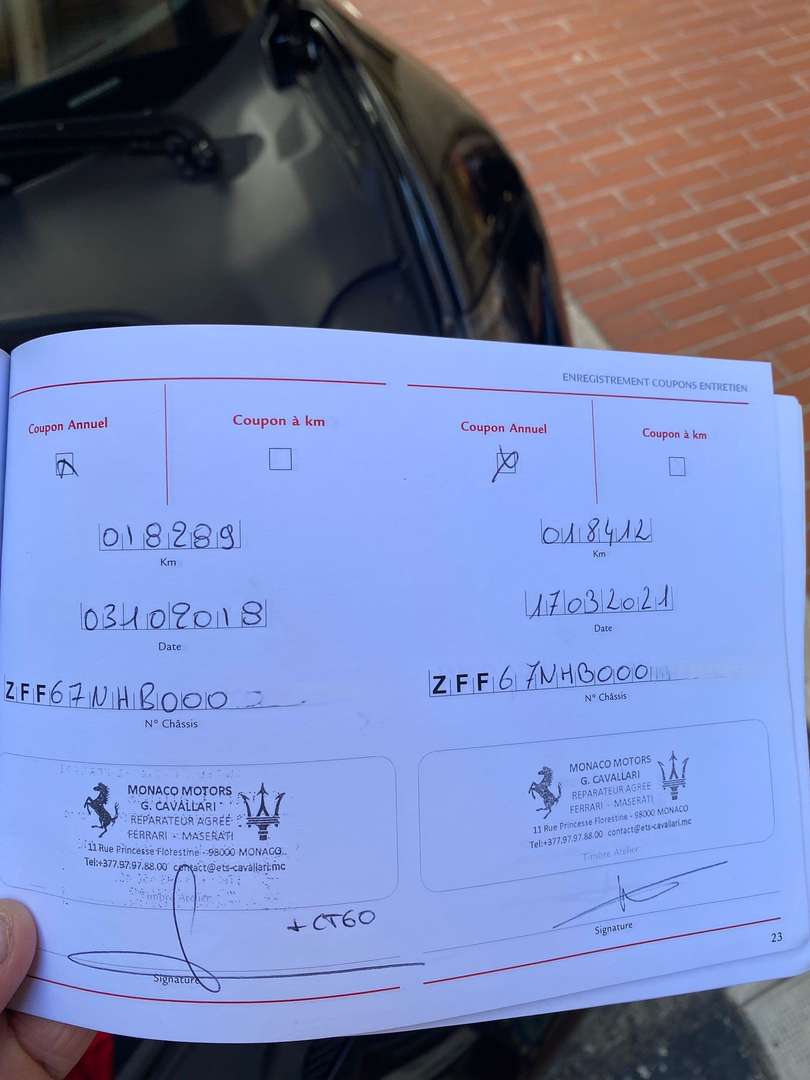 ENREGISTREMENT COUPONS ENTRETIEN
Coupon Annuel
Coupon à km
018289
Km
03102018
Date
ZFF67NHB000
N° Châssis
MONACO MOTORS
G. CAVALLARI
REPARATEUR AGREE
FERRARI - MASERATI
11 Rue Princesse Florestine - 98000 MONACO
Tel:+377.97.97.88.00 contact@ets-cavallari.mc
Timbre Atelier
+ CT60
Signature
Coupon Annuel
Coupon à km
018412
Km
17032021
Date
ZFF67NHB000
N° Châssis
MONACO MOTORS
G. CAVALLARI
REPARATEUR AGREE
FERRARI - MASERATI
11 Rue Princesse Florestine - 98000 MONACO
Tel:+377.97.97.88.00 contact@ets-cavallari.mc
Timbre Atelier
Signature
23